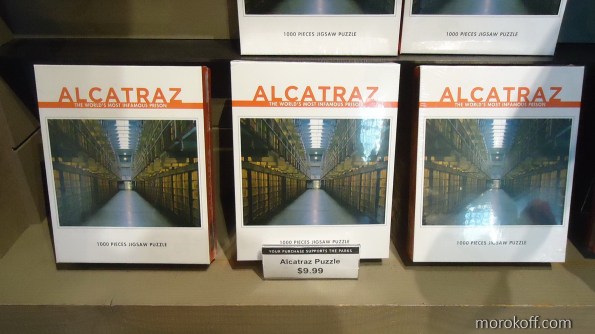 1000 PIECES JIGSAW PUZZLE
1000 PIECES JIGSAW PUZZLE
ALCATRAZ
THE WORLD'S MOST INFAMOUS PRISON
1000 PIECES JIGSAW PUZZLE
ALCATRAZ
THE WORLD'S MOST INFAMOUS PRISON
1000 PIECES JIGSAW PUZZLE
YOUR PURCHASE SUPPORTS THE PARKS
Alcatraz Puzzle
$9.99
ALCATRAZ
THE WORLD'S MOST INFAMOUS PRISON
1000 PIECES JIGSAW PUZZLE
morokoff.com